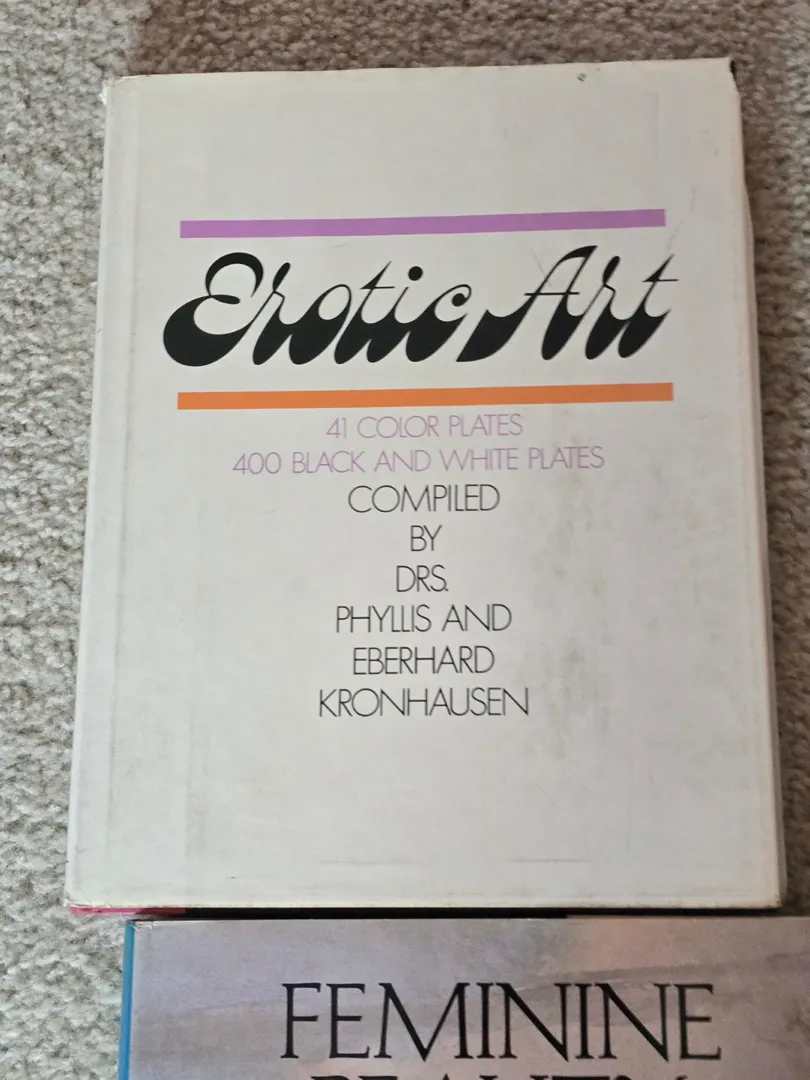 Erotic Art
41 COLOR PLATES
400 BLACK AND WHITE PLATES
COMPILED
BY
DRS.
PHYLLIS AND
EBERHARD
KRONHAUSEN
FEMININE